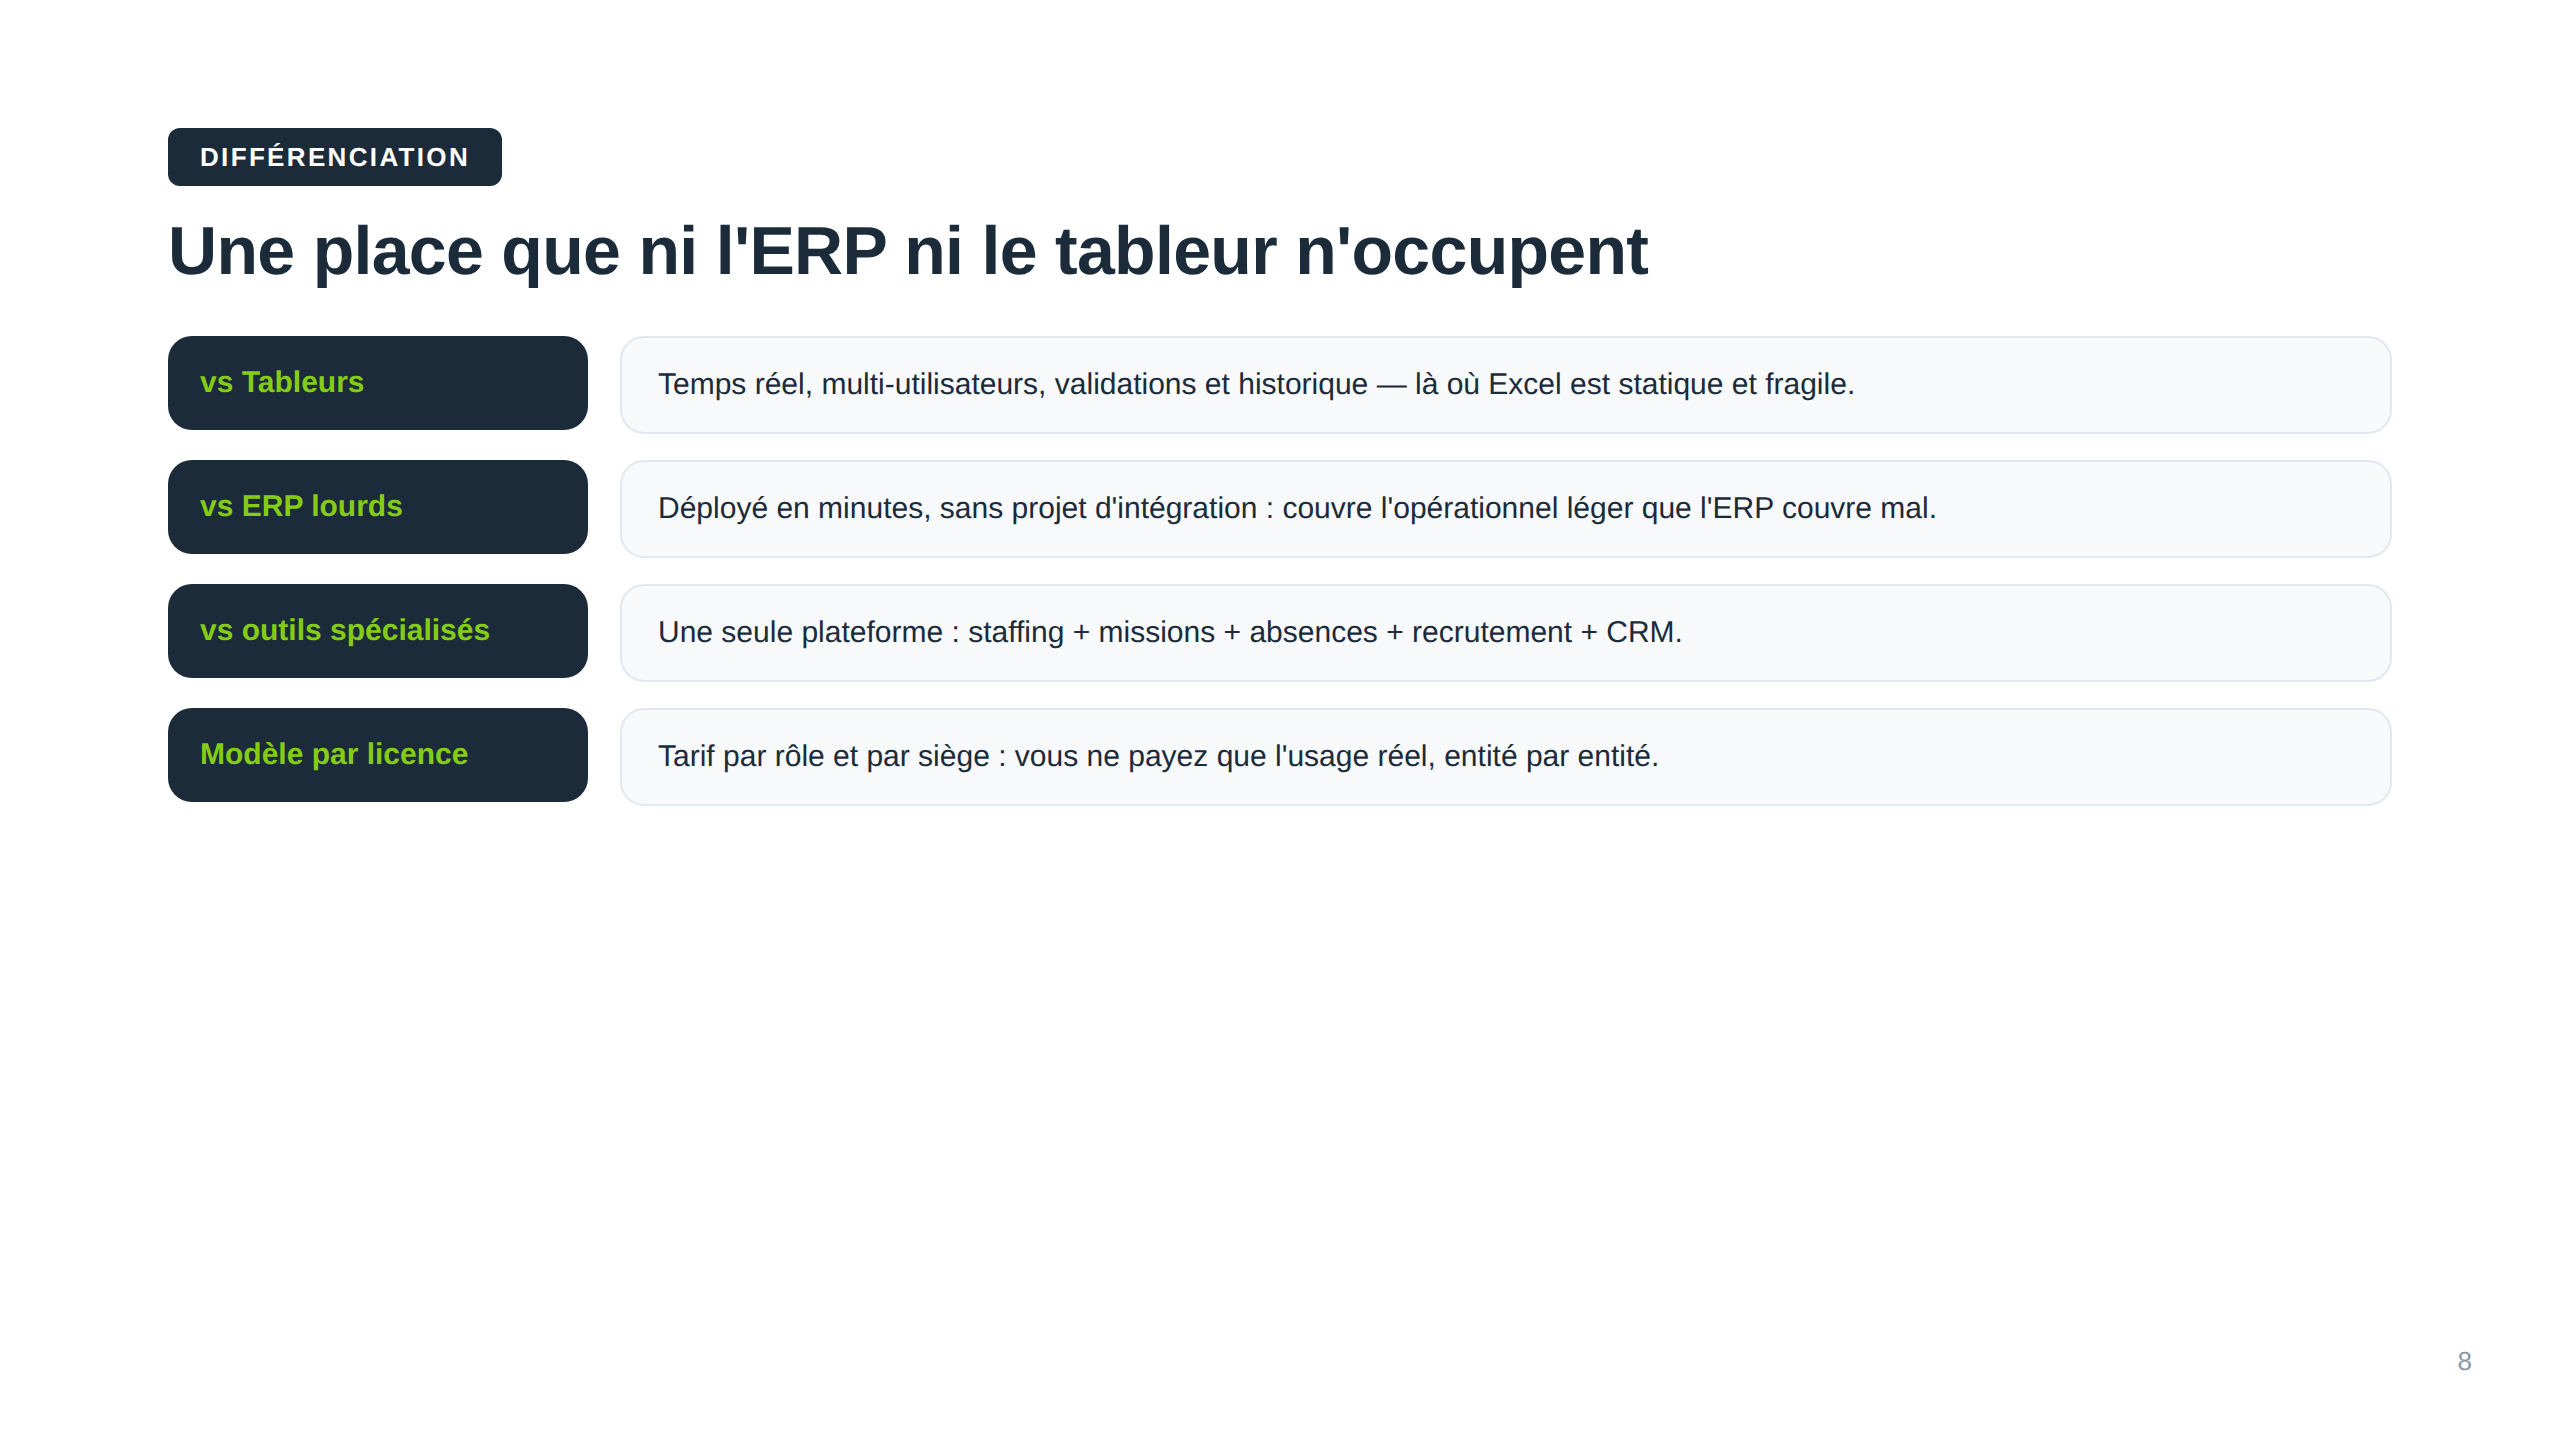 DIFFÉRENCIATION
Une place que ni l'ERP ni le tableur n'occupent
vs Tableurs
Temps réel, multi-utilisateurs, validations et historique — là où Excel est statique et fragile.
vs ERP lourds
Déployé en minutes, sans projet d'intégration : couvre l'opérationnel léger que l'ERP couvre mal.
vs outils spécialisés
Une seule plateforme : staffing + missions + absences + recrutement + CRM.
Modèle par licence
Tarif par rôle et par siège : vous ne payez que l'usage réel, entité par entité.
8